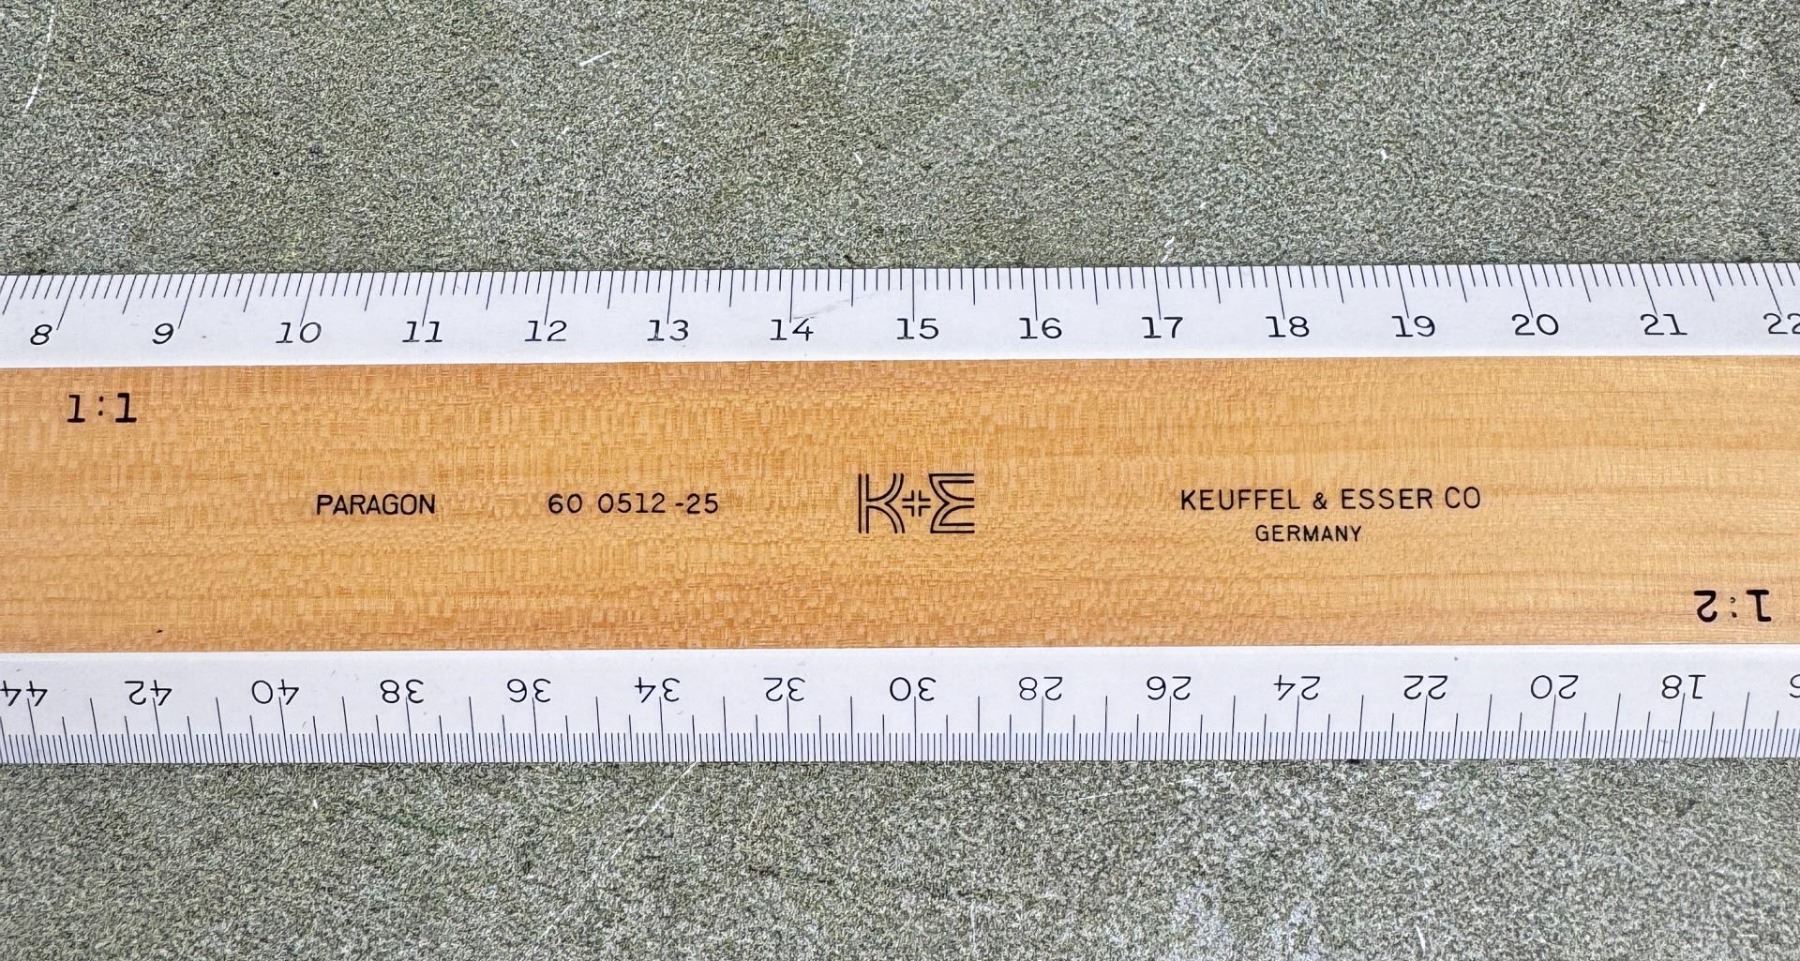 8 9 10 11 12 13 14 15 16 17 18 19 20 21 22
1:1
PARAGON 60 0512-25 K+E KEUFFEL & ESSER CO
GERMANY
1:2
18 20 22 24 26 28 30 32 34 36 38 40 42 44